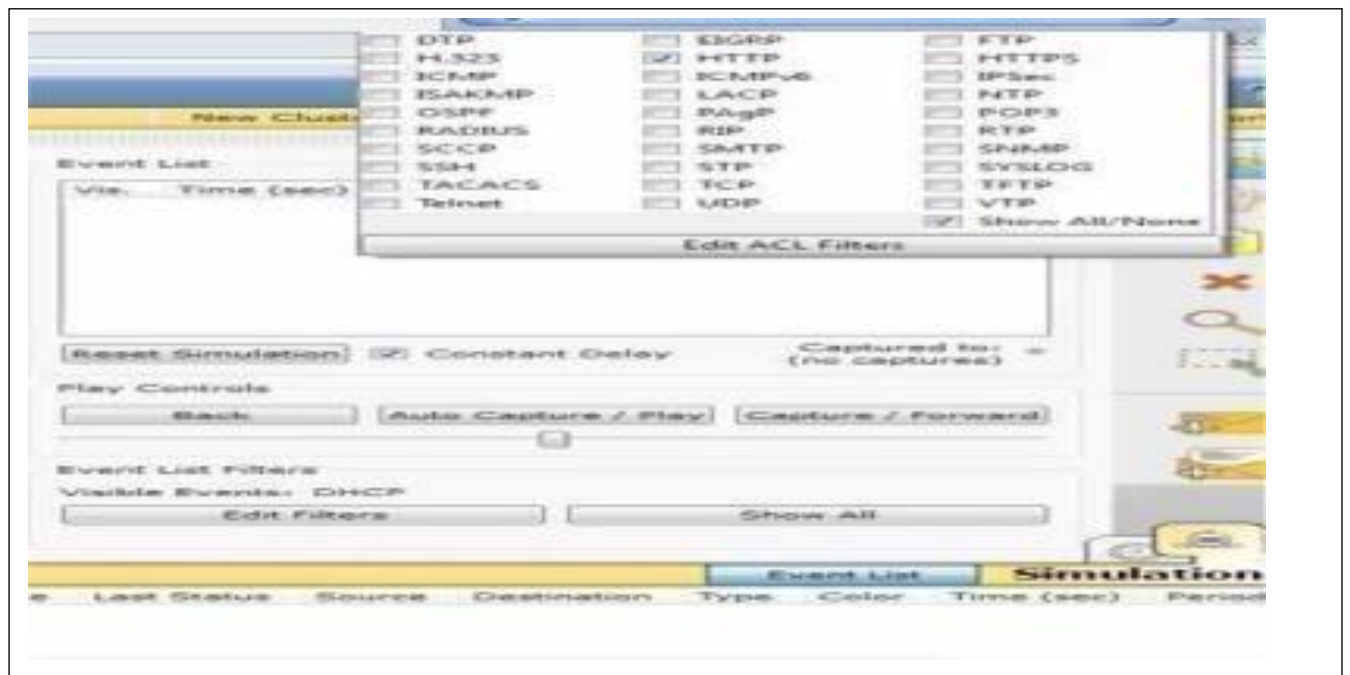 DTP EIGRP FTP
H.323 HTTP HTTPS
ICMP ICMPv6 IPSec
ISAKMP LACP NTP
OSPF PAgP POP3
RADIUS RIP RTP
SCCP SMTP SNMP
SSH STP SYSLOG
TACACS TCP TFTP
Telnet UDP VTP
Show All/None
Edit ACL Filters
New
Event List
Vis. Time (sec)
Reset Simulation Constant Delay Captured to:
(no captures)
Play Controls
Back Auto Capture / Play Capture / Forward
Event List Filters
Visible Events: DHCP
Edit Filters Show All
Event List Simulation
Last Status Source Destination Type Color Time (sec) Period